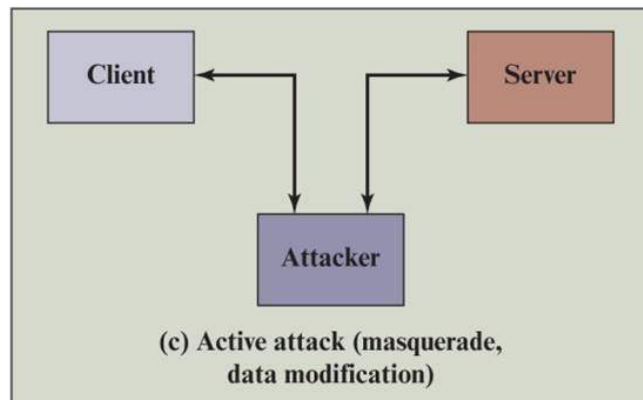 Client
Server
Attacker
(c) Active attack (masquerade,
data modification)